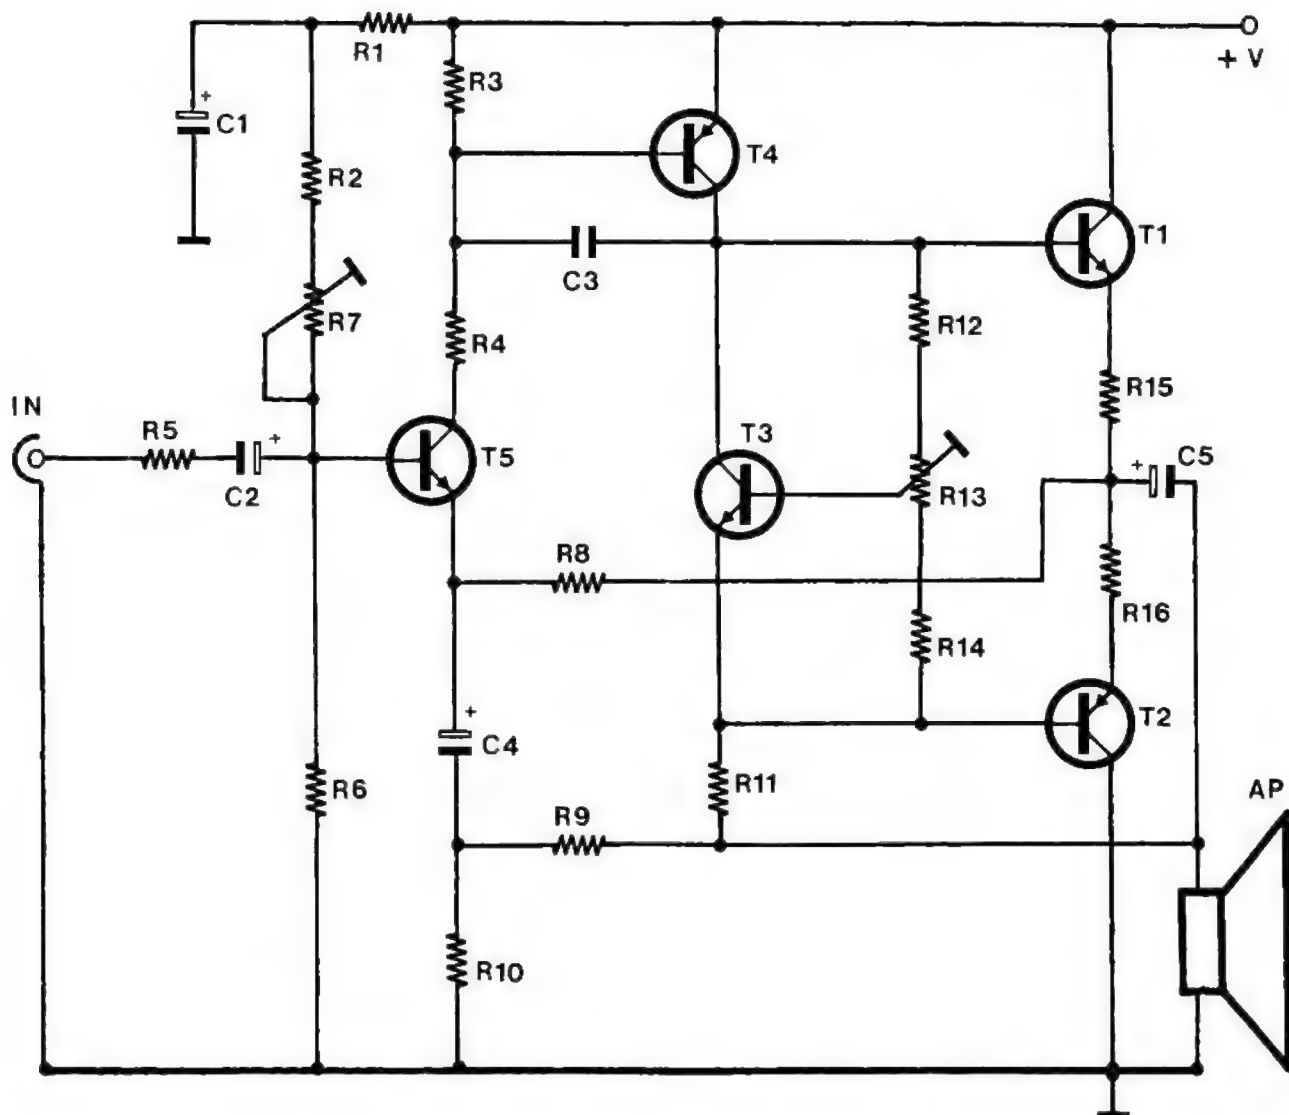 R1
+ V
R3
+
C1
T4
R2
T1
C3
R7
R12
R4
R15
IN
R5
T3
+
T5
+
C5
C2
R13
R8
R16
R14
+
T2
C4
R6
R11
AP
R9
R10